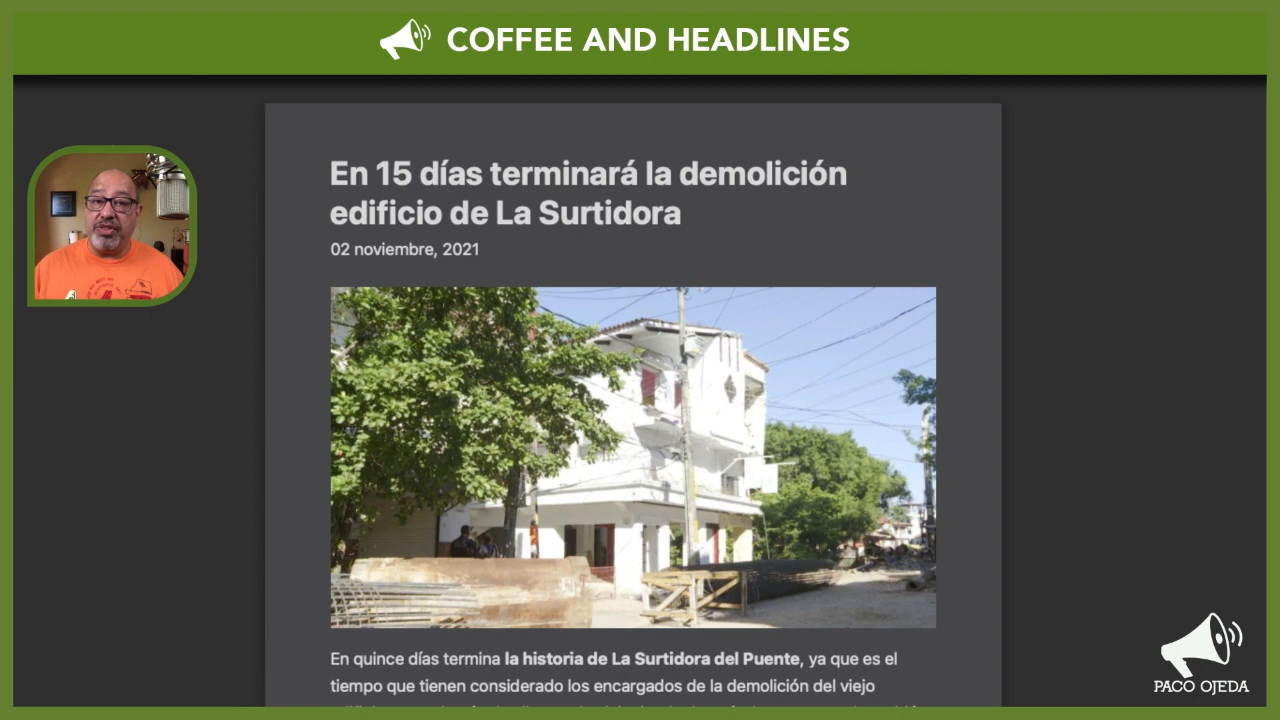 COFFEE AND HEADLINES
En 15 días terminará la demolición
edificio de La Surtidora
02 noviembre, 2021
En quince días termina la historia de La Surtidora del Puente, ya que es el
tiempo que tienen considerado los encargados de la demolición del viejo
PACO OJEDA